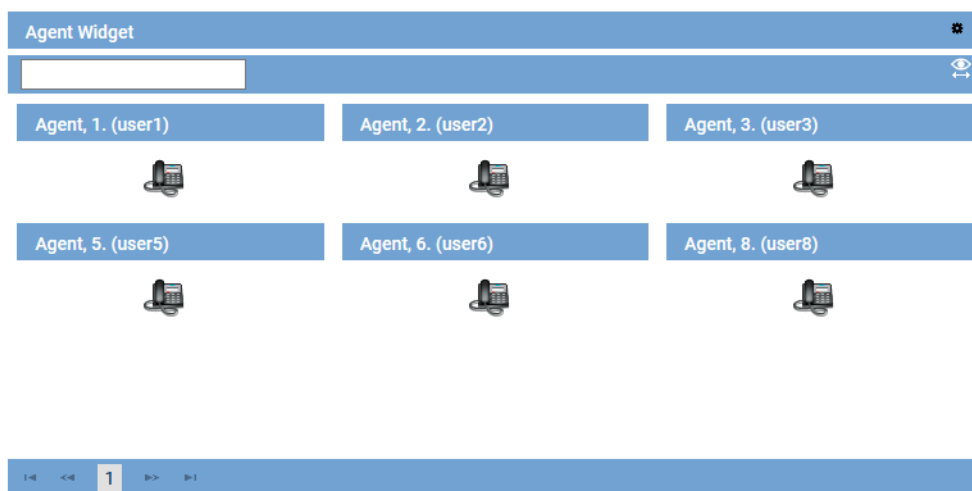 Agent Widget
Agent, 1. (user1) Agent, 2. (user2) Agent, 3. (user3)
Agent, 5. (user5) Agent, 6. (user6) Agent, 8. (user8)
1